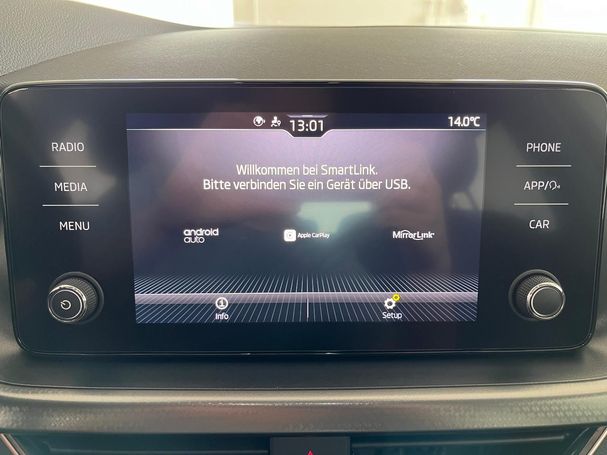 13:01
14.0°C
RADIO
MEDIA
MENU
Willkommen bei SmartLink.
Bitte verbinden Sie ein Gerät über USB.
android auto
Apple CarPlay
MirrorLink
Info
Setup
PHONE
APP/
CAR